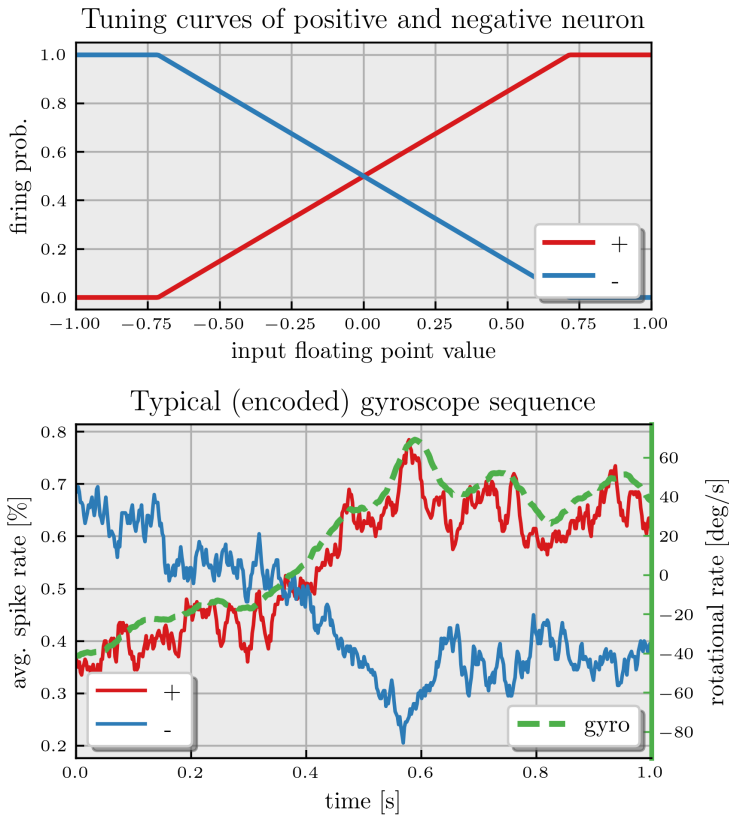 Tuning curves of positive and negative neuron
1.0
0.8
0.6
0.4
0.2
0.0
firing prob.
+
-
−1.00 −0.75 −0.50 −0.25 0.00 0.25 0.50 0.75 1.00
input floating point value
Typical (encoded) gyroscope sequence
0.8
0.7
0.6
0.5
0.4
0.3
0.2
avg. spike rate [%]
60
40
20
0
−20
−40
−60
−80
rotational rate [deg/s]
+
-
gyro
0.0 0.2 0.4 0.6 0.8 1.0
time [s]